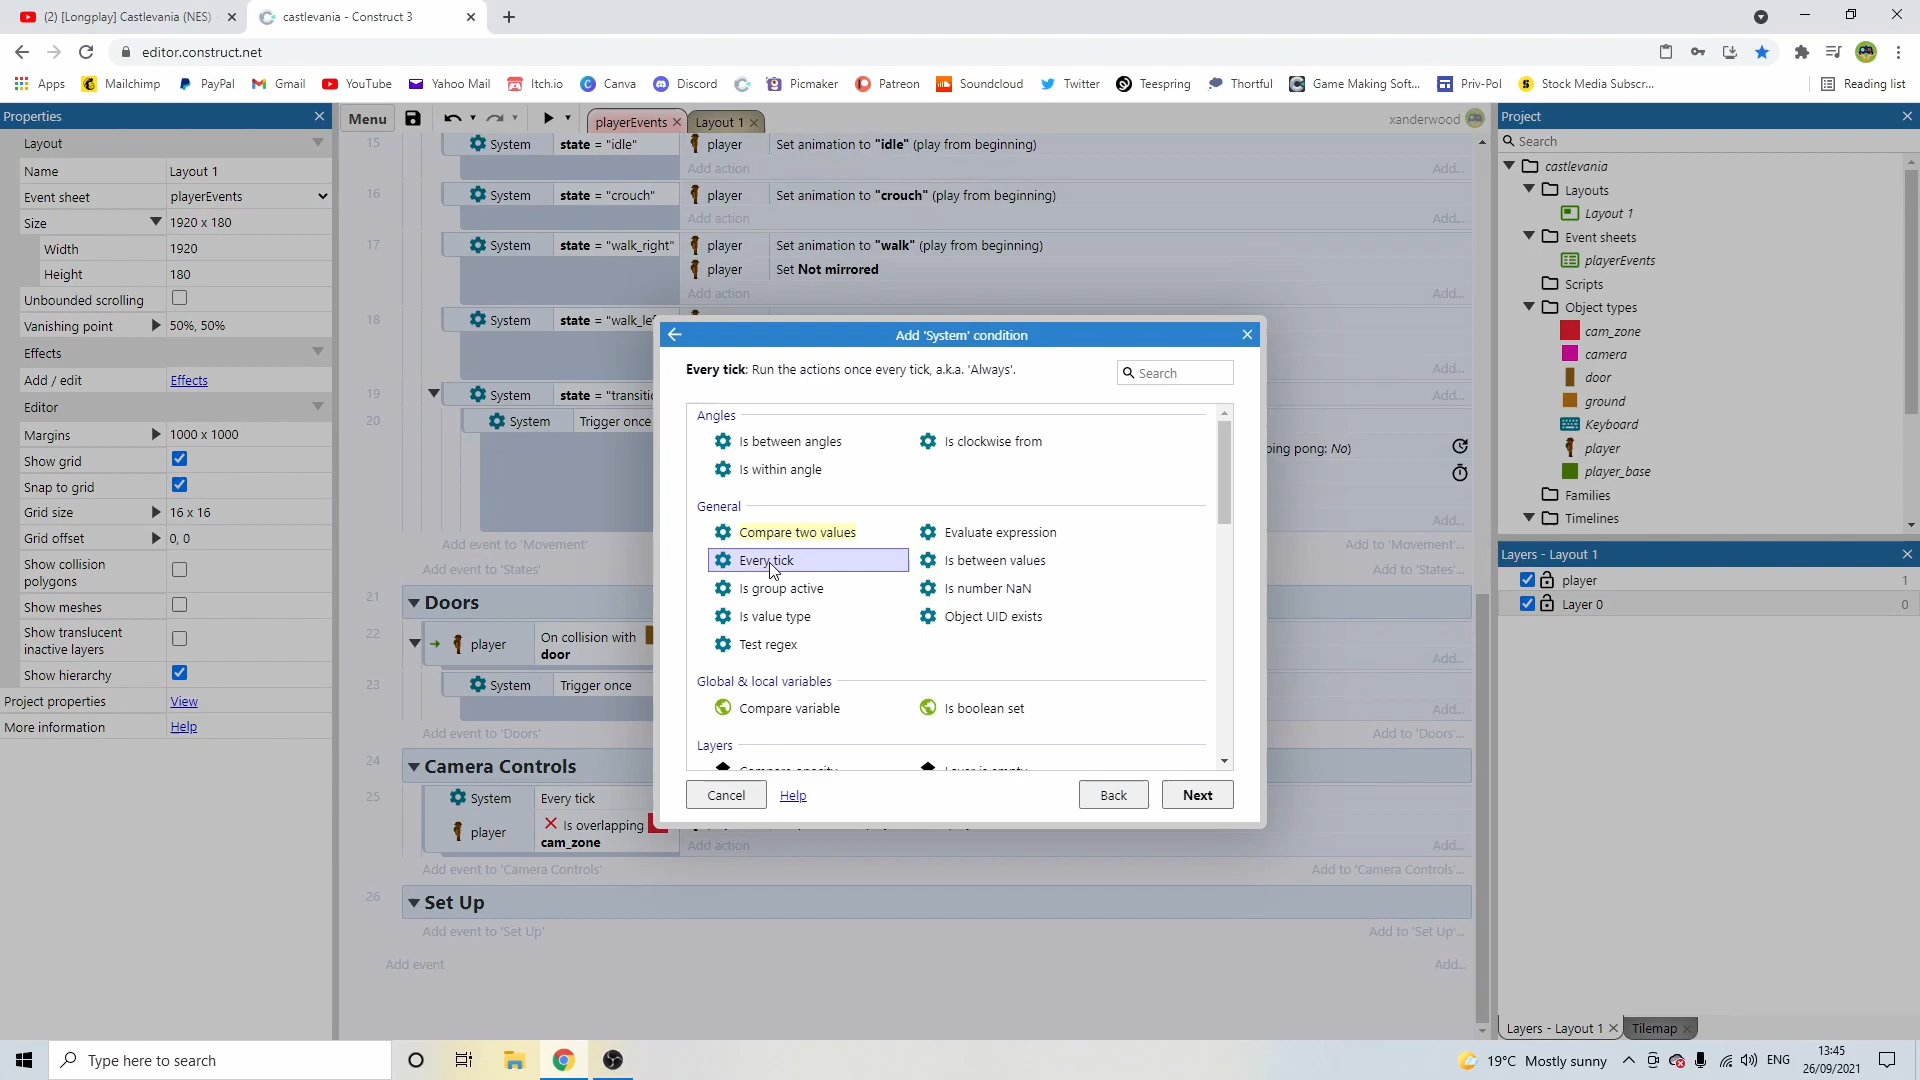 (2) [Longplay] Castlevania (NES)
castlevania - Construct 3
editor.construct.net
Apps Mailchimp PayPal Gmail YouTube Yahoo Mail Itch.io Canva Discord Picmaker Patreon Soundcloud Twitter Teespring Thortful Game Making Soft... Priv-Pol Stock Media Subscr... Reading list
Properties
Layout
Name Layout 1
Event sheet playerEvents
Size 1920 x 180
Width 1920
Height 180
Unbounded scrolling
Vanishing point 50%, 50%
Effects
Add / edit Effects
Editor
Margins 1000 x 1000
Show grid
Snap to grid
Grid size 16 x 16
Grid offset 0, 0
Show collision
polygons
Show meshes
Show translucent
inactive layers
Show hierarchy
Project properties View
More information Help
Menu
playerEvents Layout 1
xanderwood
15 System state = "idle" player Set animation to "idle" (play from beginning)
Add action Add...
16 System state = "crouch" player Set animation to "crouch" (play from beginning)
Add action Add...
17 System state = "walk_right" player Set animation to "walk" (play from beginning)
player Set Not mirrored
Add action Add...
18 System state = "walk_le
Add...
19 System state = "transiti Add...
20 System Trigger once
ping pong: No)
Add...
Add event to 'Movement' Add to 'Movement'...
Add event to 'States' Add to 'States'...
21 Doors
22 player On collision with
door
Add...
23 System Trigger once
Add...
Add event to 'Doors' Add to 'Doors'...
24 Camera Controls
25 System Every tick
player Is overlapping
cam_zone
Add action Add...
Add event to 'Camera Controls' Add to 'Camera Controls'...
26 Set Up
Add event to 'Set Up' Add to 'Set Up'...
Add event Add...
Add 'System' condition
Every tick: Run the actions once every tick, a.k.a. 'Always'.
Search
Angles
Is between angles Is clockwise from
Is within angle
General
Compare two values Evaluate expression
Every tick Is between values
Is group active Is number NaN
Is value type Object UID exists
Test regex
Global & local variables
Compare variable Is boolean set
Layers
Compare opacity Layer is empty
Cancel Help Back Next
Project
Search
castlevania
Layouts
Layout 1
Event sheets
playerEvents
Scripts
Object types
cam_zone
camera
door
ground
Keyboard
player
player_base
Families
Timelines
Layers - Layout 1
player 1
Layer 0 0
Layers - Layout 1 Tilemap
Type here to search
19°C Mostly sunny ENG
13:45
26/09/2021